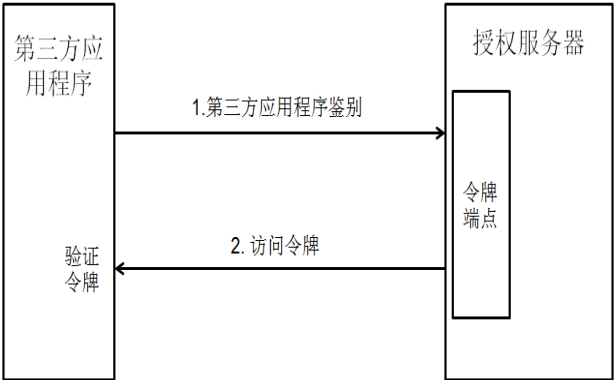 第三方应
用程序
授权服务器
1.第三方应用程序鉴别
令牌
端点
2. 访问令牌
验证
令牌